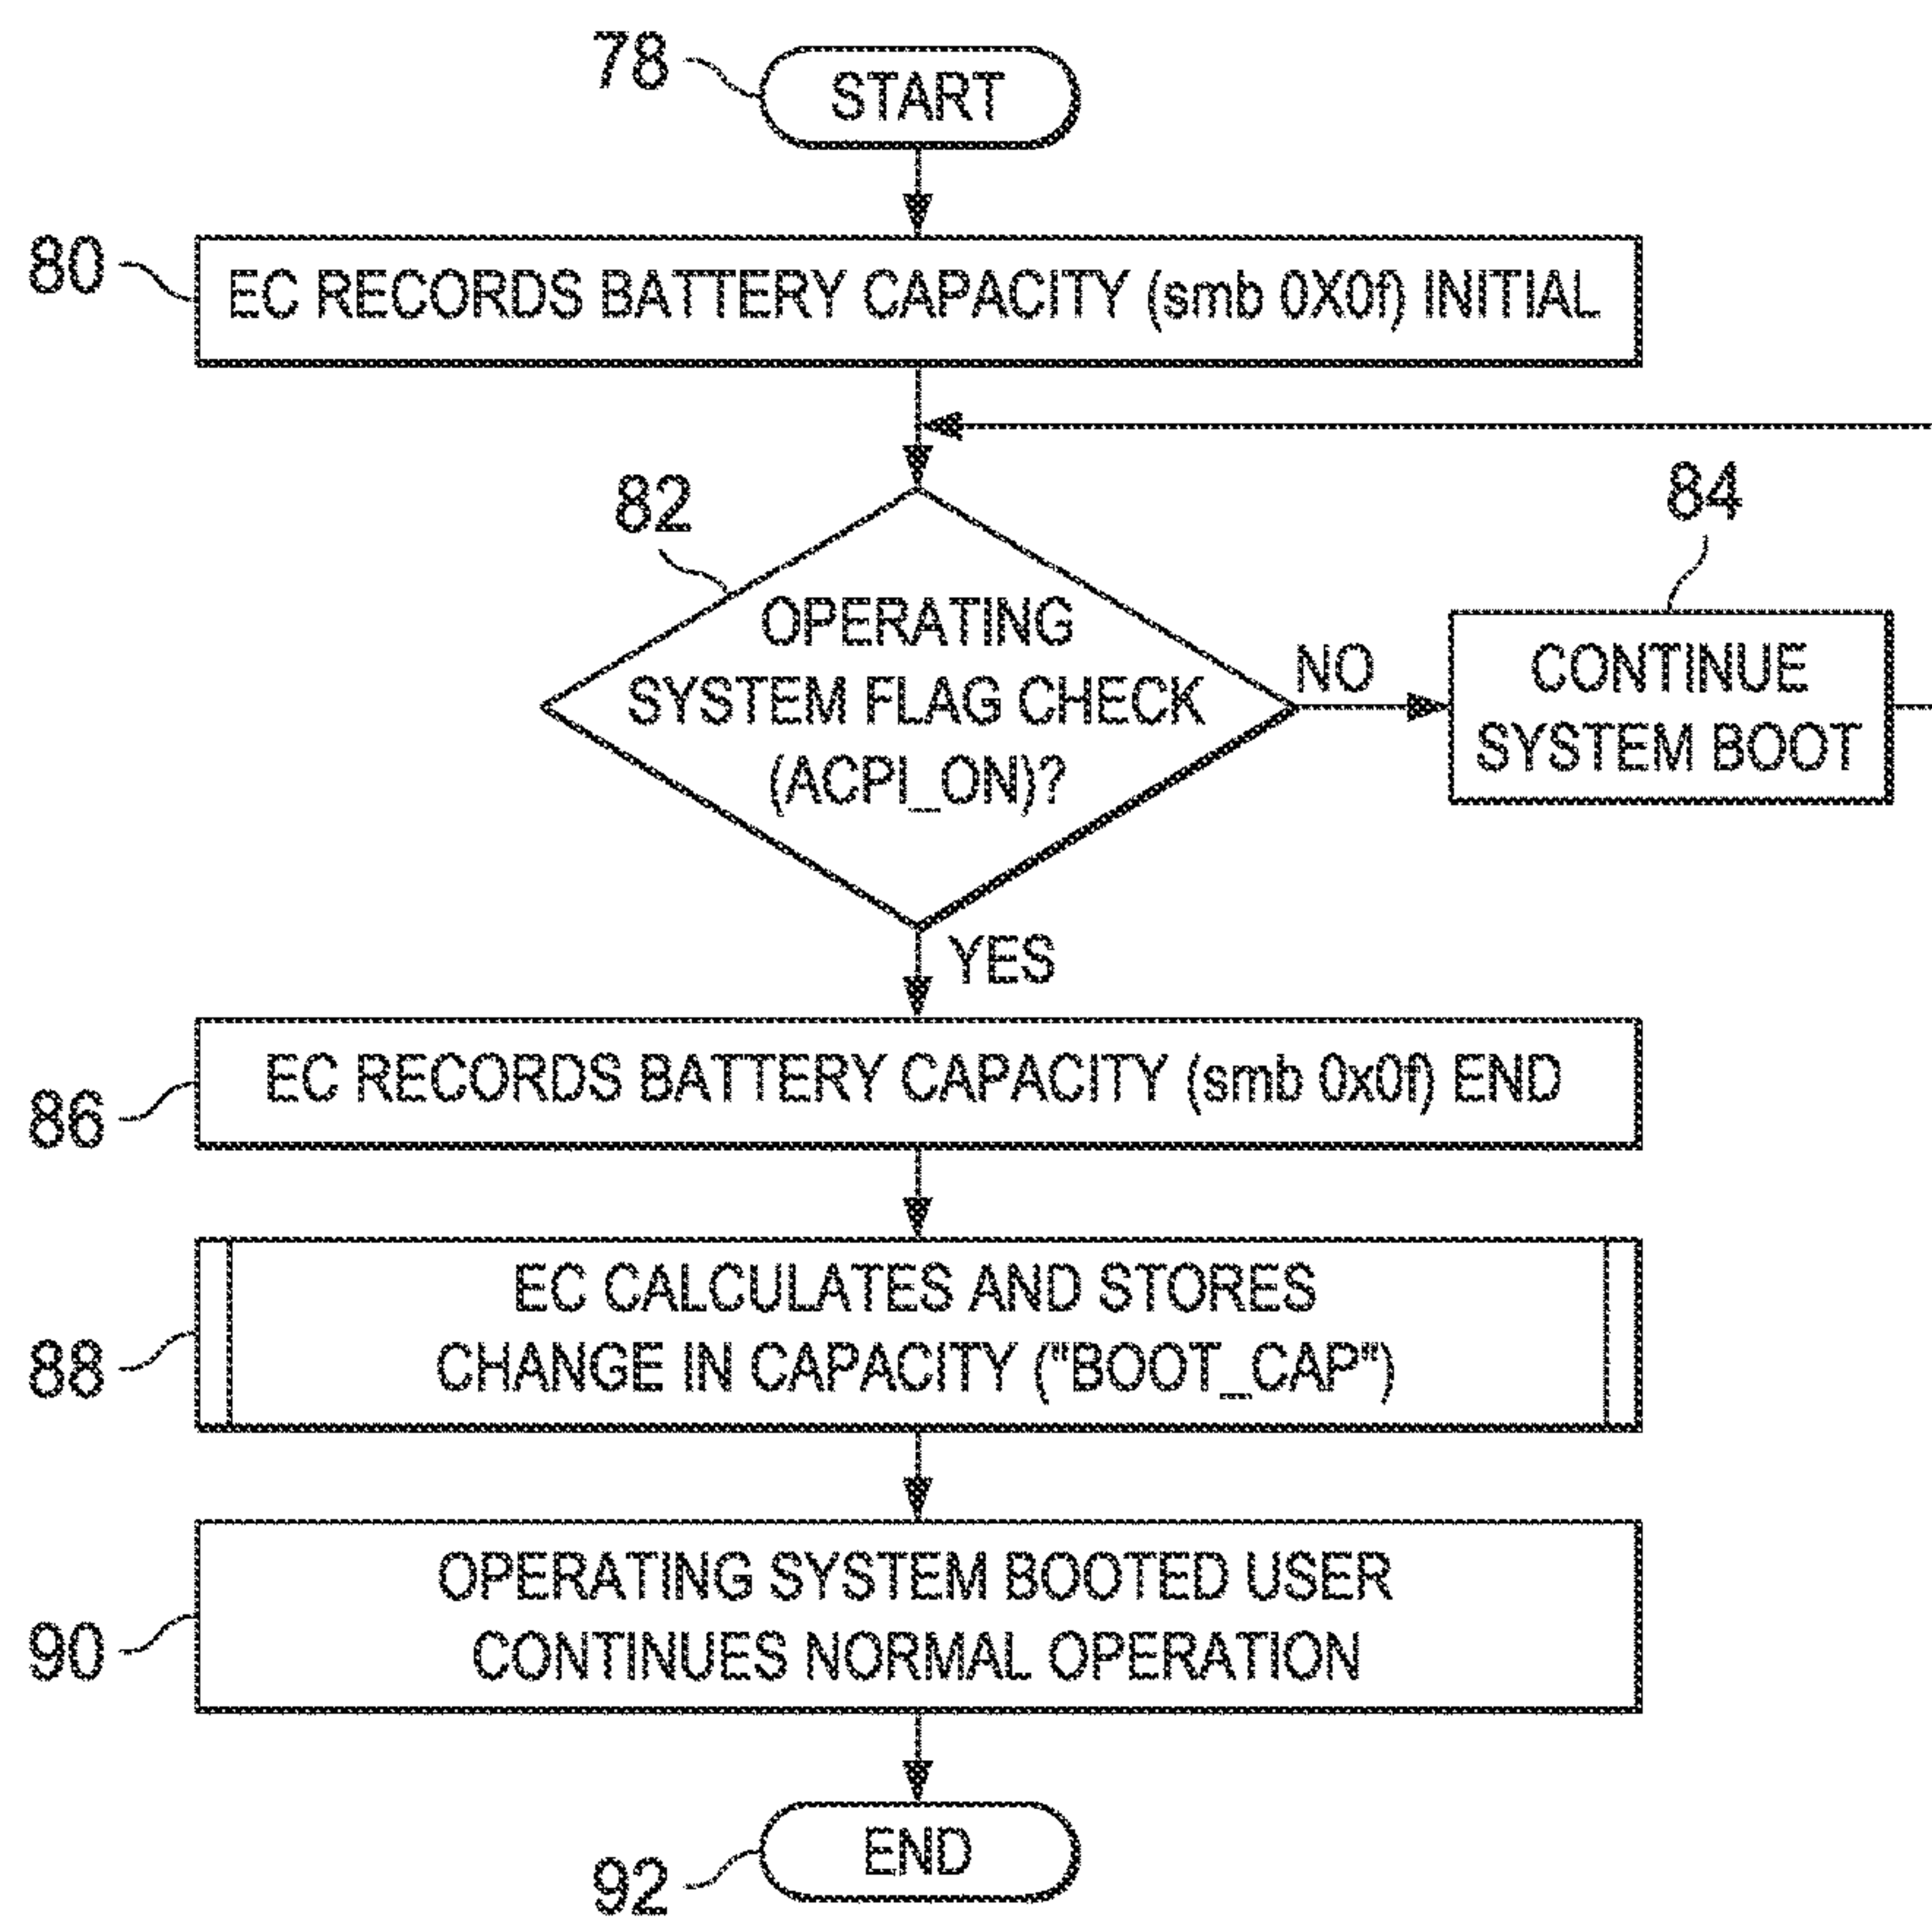 78
START
80
EC RECORDS BATTERY CAPACITY (smb 0X0f) INITIAL
82
84
OPERATING
SYSTEM FLAG CHECK
(ACPI_ON)?
NO
CONTINUE
SYSTEM BOOT
YES
86
EC RECORDS BATTERY CAPACITY (smb 0x0f) END
88
EC CALCULATES AND STORES
CHANGE IN CAPACITY ("BOOT_CAP")
90
OPERATING SYSTEM BOOTED USER
CONTINUES NORMAL OPERATION
92
END